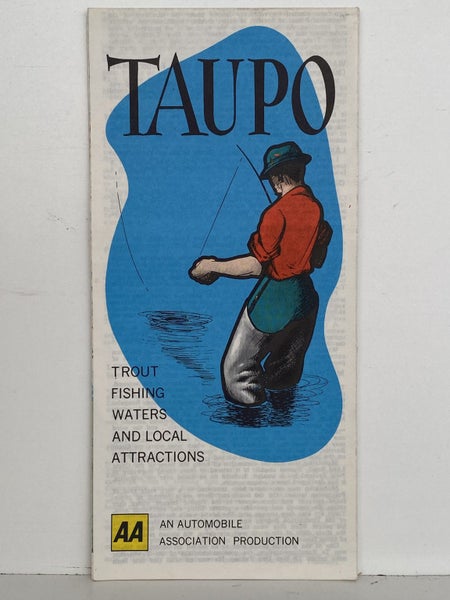 TAUPO
TROUT
FISHING
WATERS
AND LOCAL
ATTRACTIONS
AA
AN AUTOMOBILE
ASSOCIATION PRODUCTION